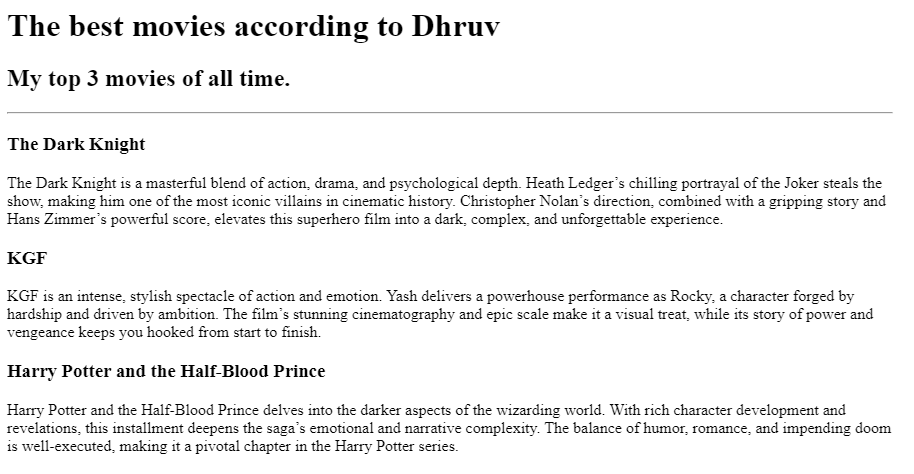 The best movies according to Dhruv
My top 3 movies of all time.
The Dark Knight
The Dark Knight is a masterful blend of action, drama, and psychological depth. Heath Ledger’s chilling portrayal of the Joker steals the
show, making him one of the most iconic villains in cinematic history. Christopher Nolan’s direction, combined with a gripping story and
Hans Zimmer’s powerful score, elevates this superhero film into a dark, complex, and unforgettable experience.
KGF
KGF is an intense, stylish spectacle of action and emotion. Yash delivers a powerhouse performance as Rocky, a character forged by
hardship and driven by ambition. The film’s stunning cinematography and epic scale make it a visual treat, while its story of power and
vengeance keeps you hooked from start to finish.
Harry Potter and the Half-Blood Prince
Harry Potter and the Half-Blood Prince delves into the darker aspects of the wizarding world. With rich character development and
revelations, this installment deepens the saga’s emotional and narrative complexity. The balance of humor, romance, and impending doom
is well-executed, making it a pivotal chapter in the Harry Potter series.